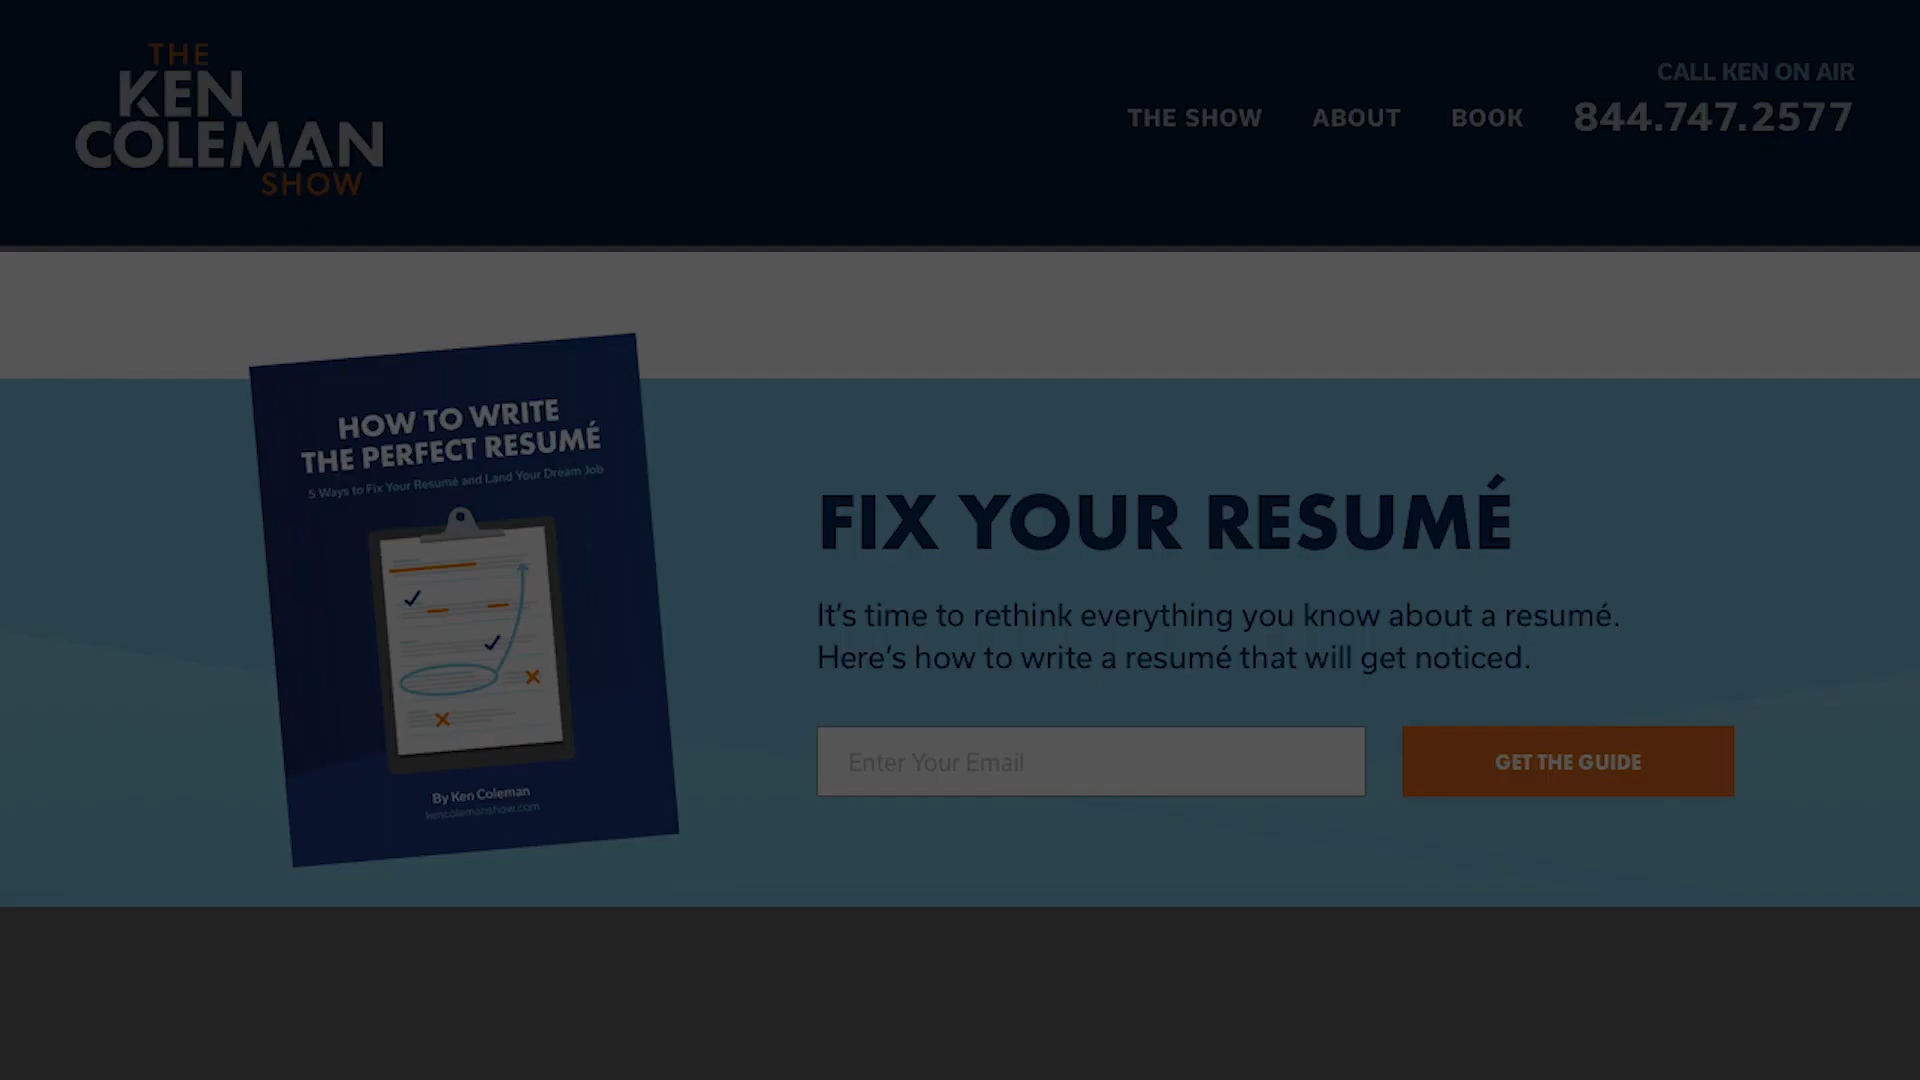 THE
KEN
COLEMAN
SHOW
CALL KEN ON AIR
THE SHOW
ABOUT
BOOK
844.747.2577
HOW TO WRITE
THE PERFECT RESUMÉ
5 Ways to Fix Your Resumé and Land Your Dream Job
By Ken Coleman
kencolemanshow.com
FIX YOUR RESUMÉ
It's time to rethink everything you know about a resumé.
Here's how to write a resumé that will get noticed.
Enter Your Email
GET THE GUIDE